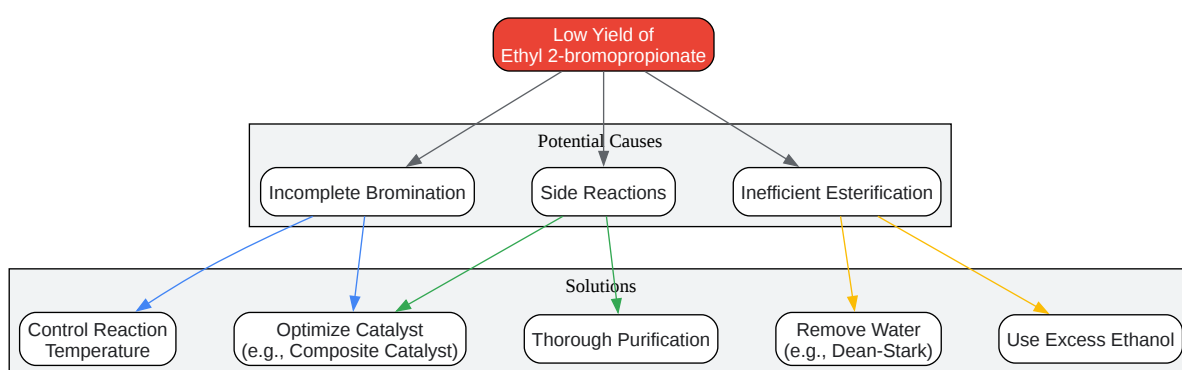 Low Yield of
Ethyl 2-bromopropionate
Potential Causes
Incomplete Bromination
Side Reactions
Inefficient Esterification
Solutions
Control Reaction
Temperature
Optimize Catalyst
(e.g., Composite Catalyst)
Thorough Purification
Remove Water
(e.g., Dean-Stark)
Use Excess Ethanol